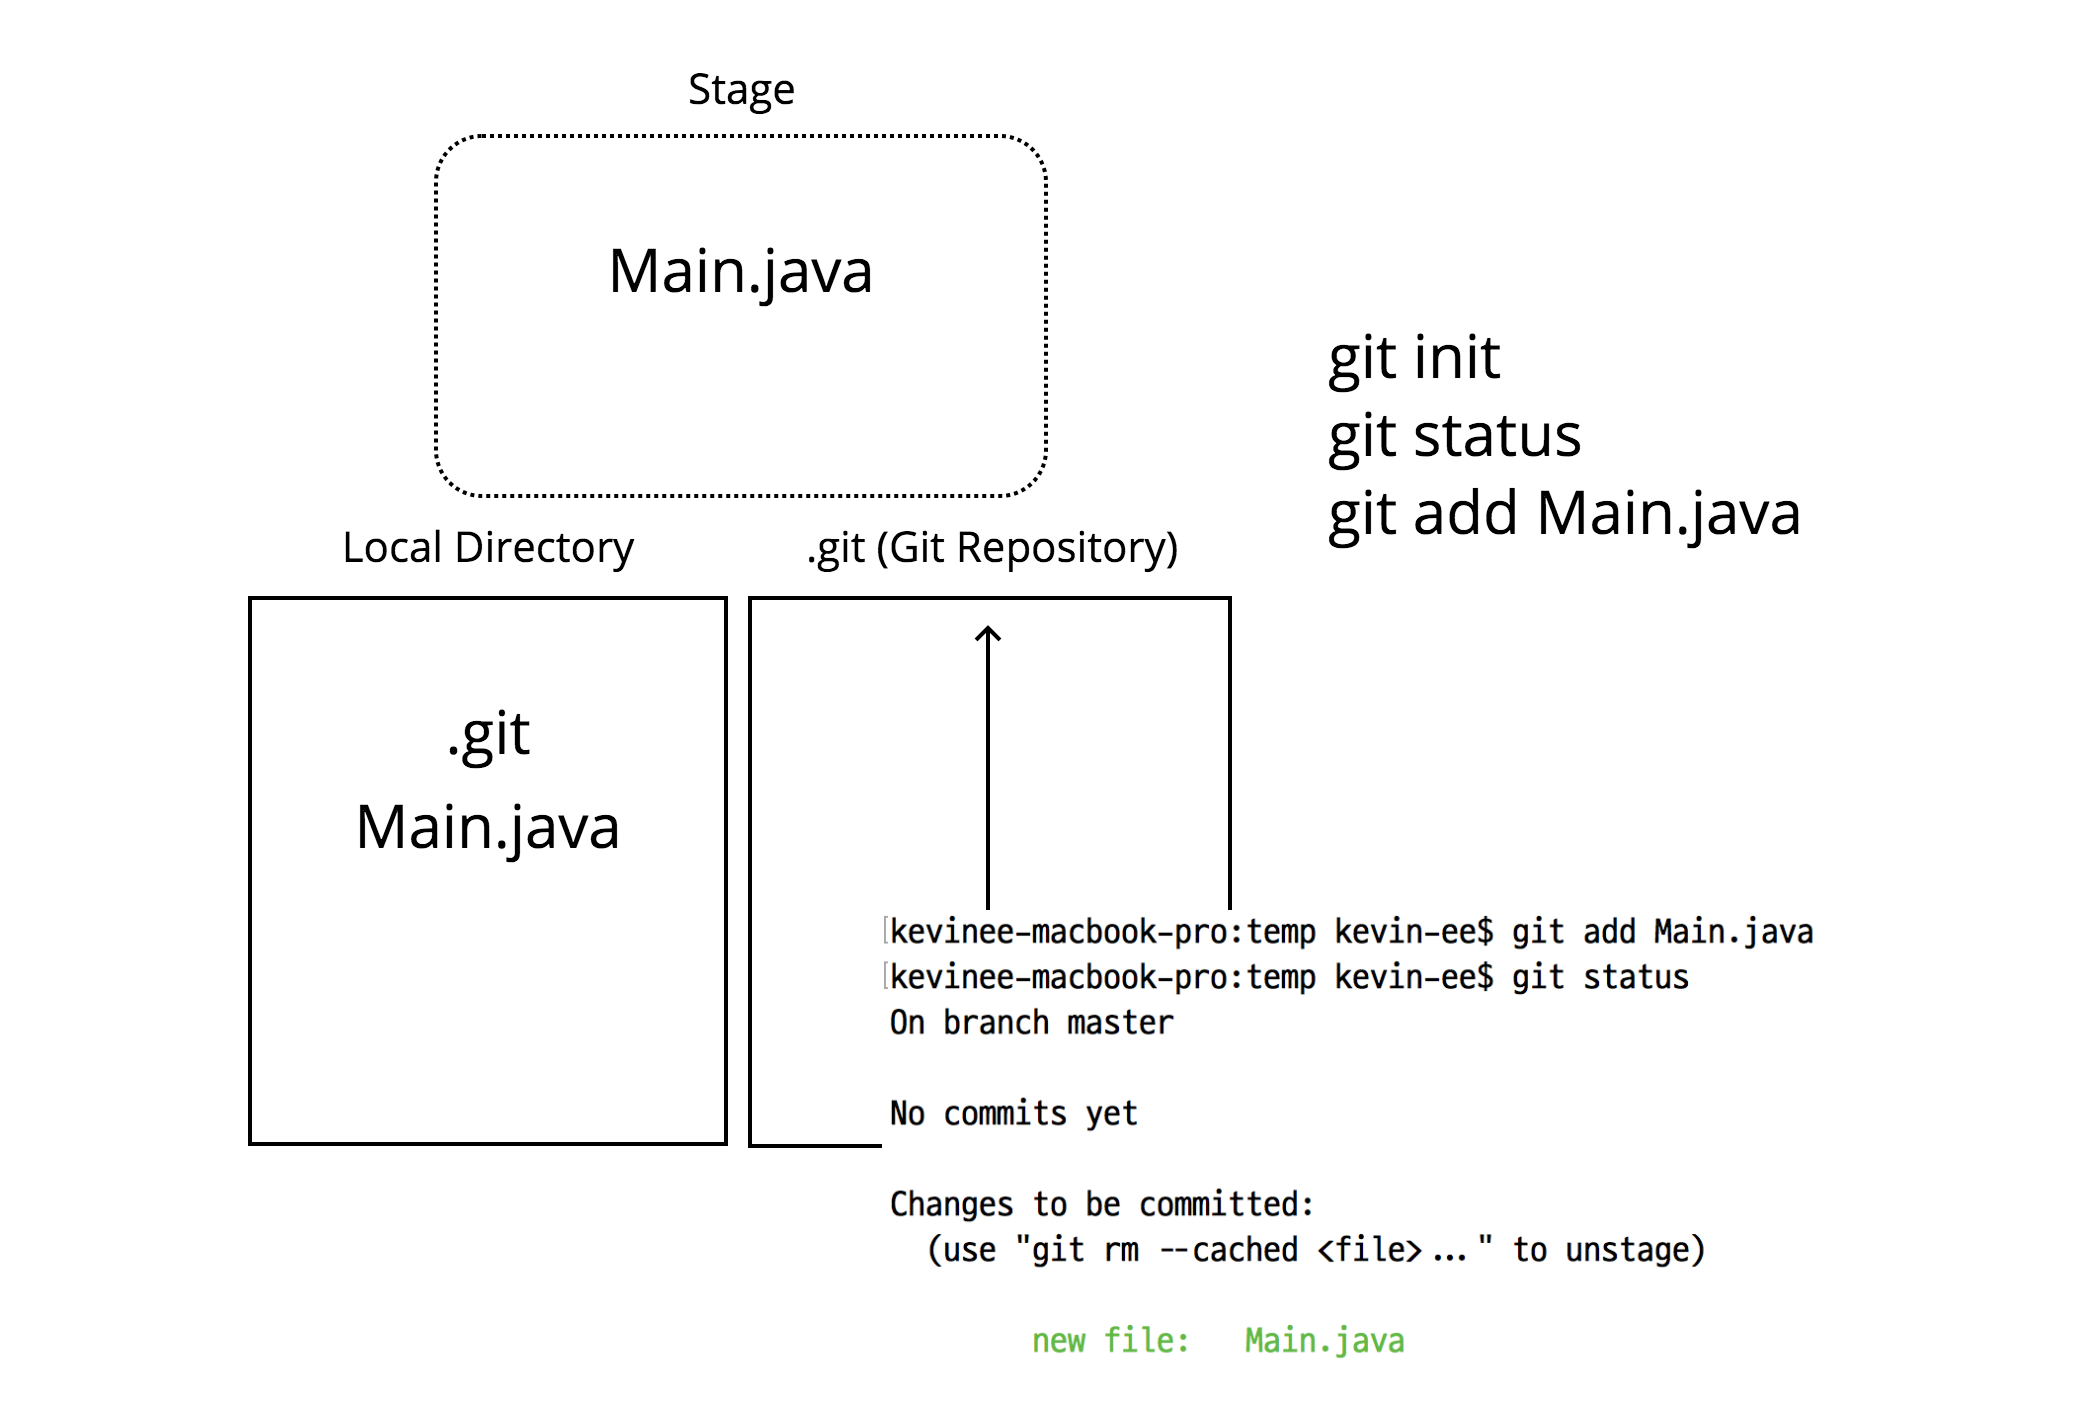 Stage
Main.java
git init
git status
git add Main.java
Local Directory
.git (Git Repository)
.git
Main.java
[kevinee-macbook-pro:temp kevin-ee$ git add Main.java
[kevinee-macbook-pro:temp kevin-ee$ git status
On branch master
No commits yet
Changes to be committed:
(use "git rm --cached <file>..." to unstage)
new file: Main.java